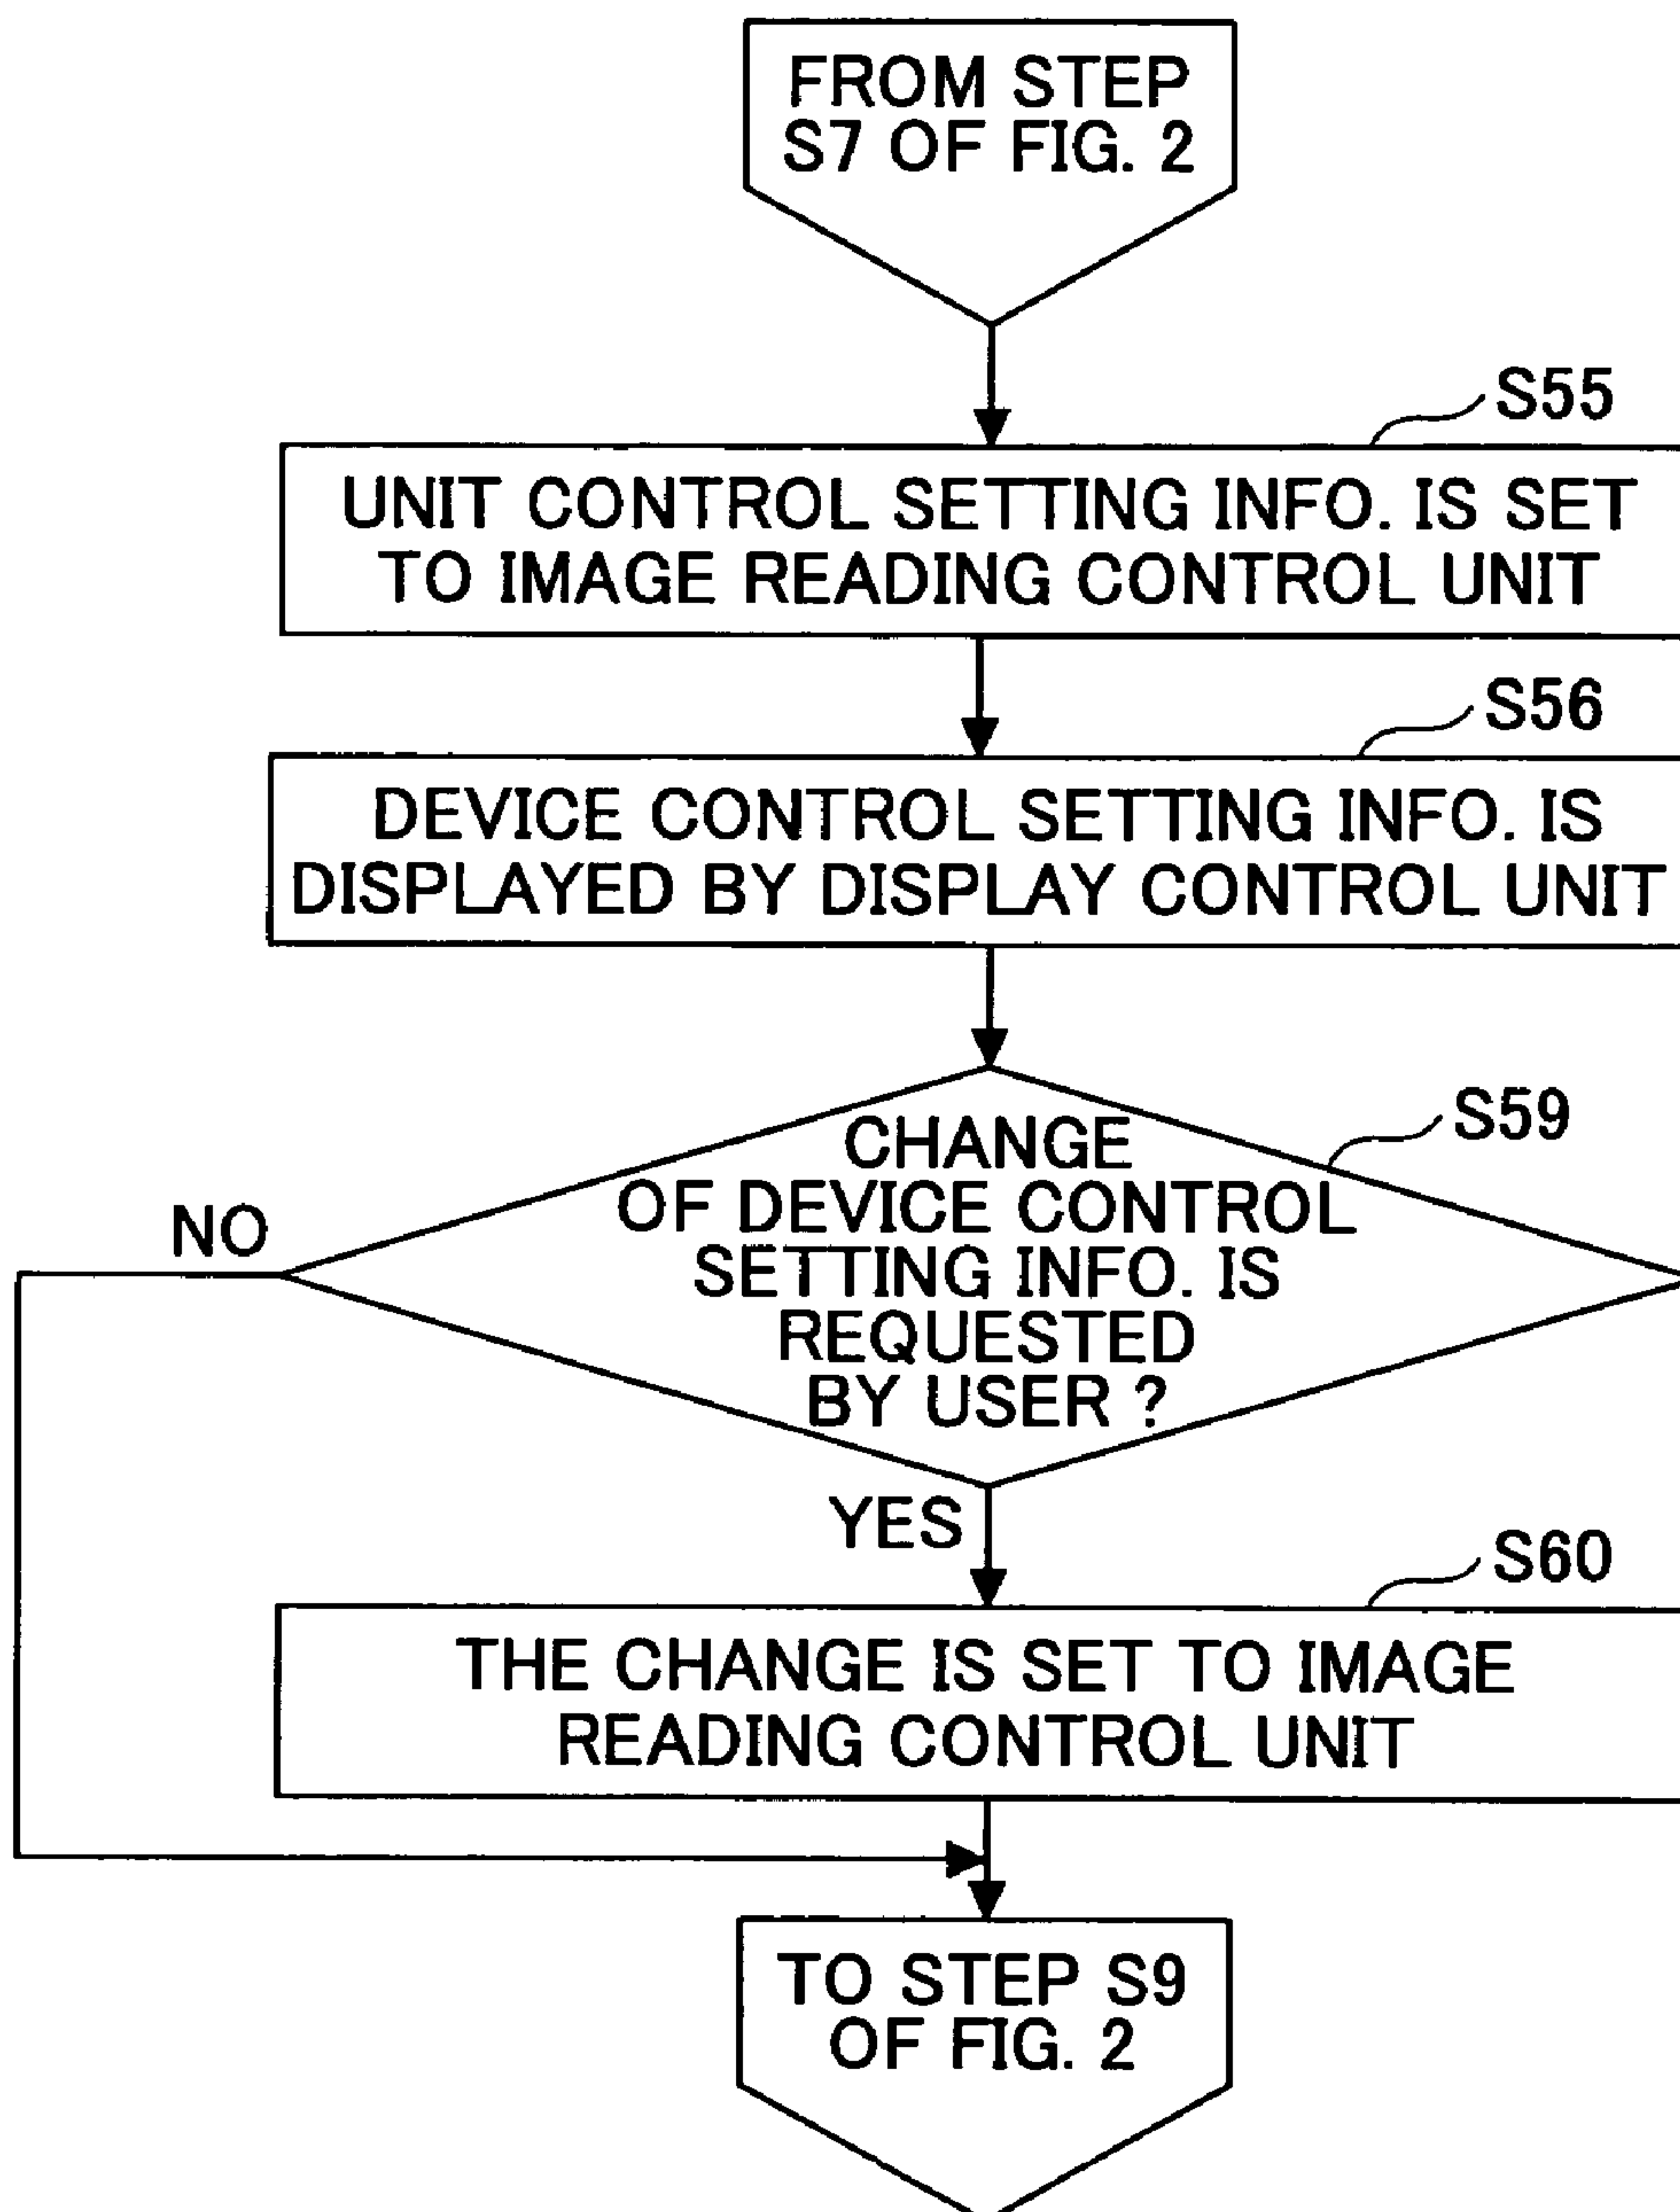 FROM STEP
S7 OF FIG. 2
S55
UNIT CONTROL SETTING INFO. IS SET
TO IMAGE READING CONTROL UNIT
S56
DEVICE CONTROL SETTING INFO. IS
DISPLAYED BY DISPLAY CONTROL UNIT
S59
CHANGE
OF DEVICE CONTROL
SETTING INFO. IS
REQUESTED
BY USER ?
NO
YES
S60
THE CHANGE IS SET TO IMAGE
READING CONTROL UNIT
TO STEP S9
OF FIG. 2